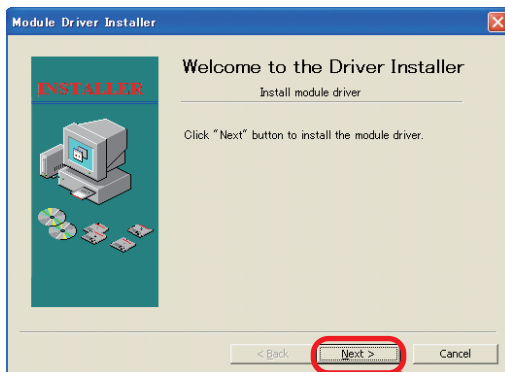 Module Driver Installer
INSTALLER
Welcome to the Driver Installer
Install module driver
Click "Next" button to install the module driver.
< Back
Next >
Cancel